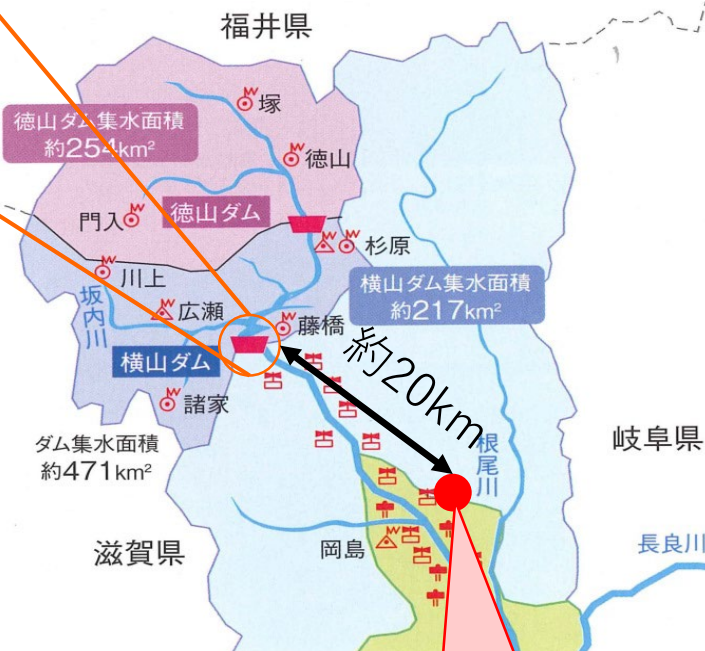 福井県
塚
徳山ダム集水面積
約254km²
徳山
門入
徳山ダム
杉原
川上
坂内川
広瀬
横山ダム集水面積
約217km²
藤橋
横山ダム
約20km
諸家
根尾川
ダム集水面積
約471km²
岐阜県
岡島
滋賀県
長良川